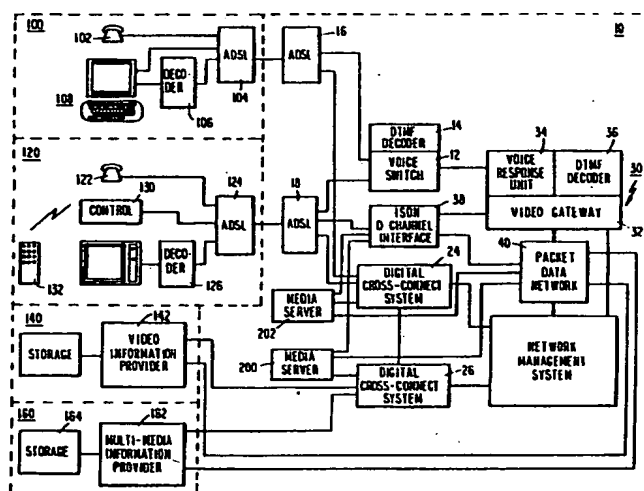 100
102
ADSL
104
16
ADSL
10
DECO-
DER
106
108
14
DTMF DECODER
VOICE
SWITCH
12
34
VOICE
RESPONSE
UNIT
36
DTMF
DECODER
30
VIDEO GATEWAY
32
120
122
130
CONTROL
124
ADSL
18
ADSL
38
ISDN
D CHANNEL
INTERFACE
40
PACKET
DATA
NETWORK
132
DECO-
DER
126
24
DIGITAL
CROSS-CONNECT
SYSTEM
MEDIA
SERVER
202
140
142
STORAGE
VIDEO
INFORMATION
PROVIDER
MEDIA
SERVER
200
DIGITAL
CROSS-CONNECT
SYSTEM
26
NETWORK
MANAGEMENT
SYSTEM
160
164
162
STORAGE
MULTI-MEDIA
INFORMATION
PROVIDER